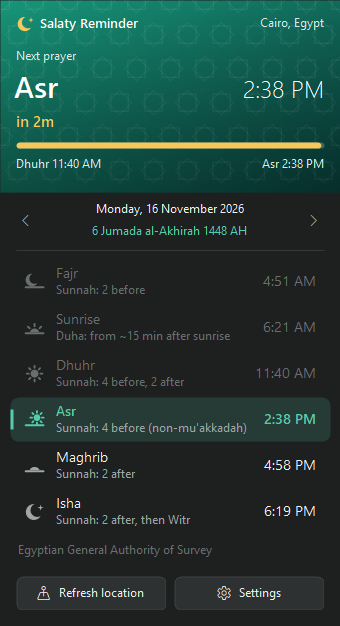 Salaty Reminder
Cairo, Egypt
Next prayer
Asr
2:38 PM
in 2m
Dhuhr 11:40 AM
Asr 2:38 PM
Monday, 16 November 2026
6 Jumada al-Akhirah 1448 AH
Fajr
Sunnah: 2 before
4:51 AM
Sunrise
Duha: from ~15 min after sunrise
6:21 AM
Dhuhr
Sunnah: 4 before, 2 after
11:40 AM
Asr
Sunnah: 4 before (non-mu'akkadah)
2:38 PM
Maghrib
Sunnah: 2 after
4:58 PM
Isha
Sunnah: 2 after, then Witr
6:19 PM
Egyptian General Authority of Survey
Refresh location
Settings